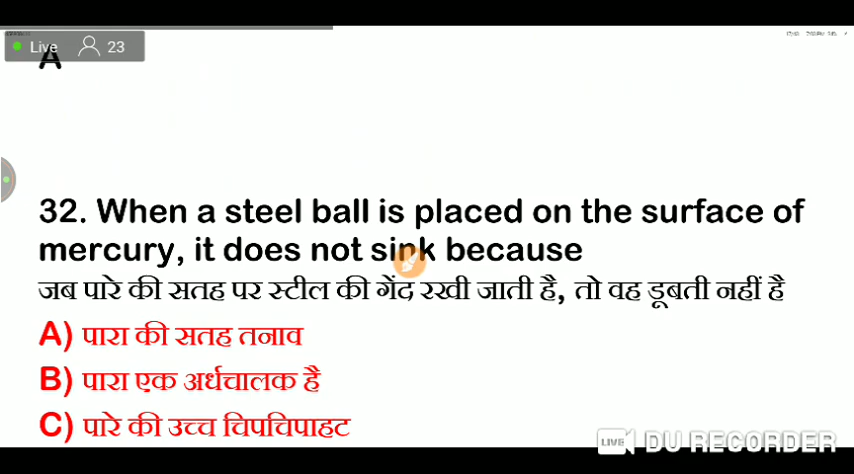 Live 23
A
32. When a steel ball is placed on the surface of
mercury, it does not sink because
जब पारे की सतह पर स्टील की गेंद रखी जाती है, तो वह डूबती नहीं है
A) पारा की सतह तनाव
B) पारा एक अर्धचालक है
C) पारे की उच्च चिपचिपाहट
LIVE DU RECORDER